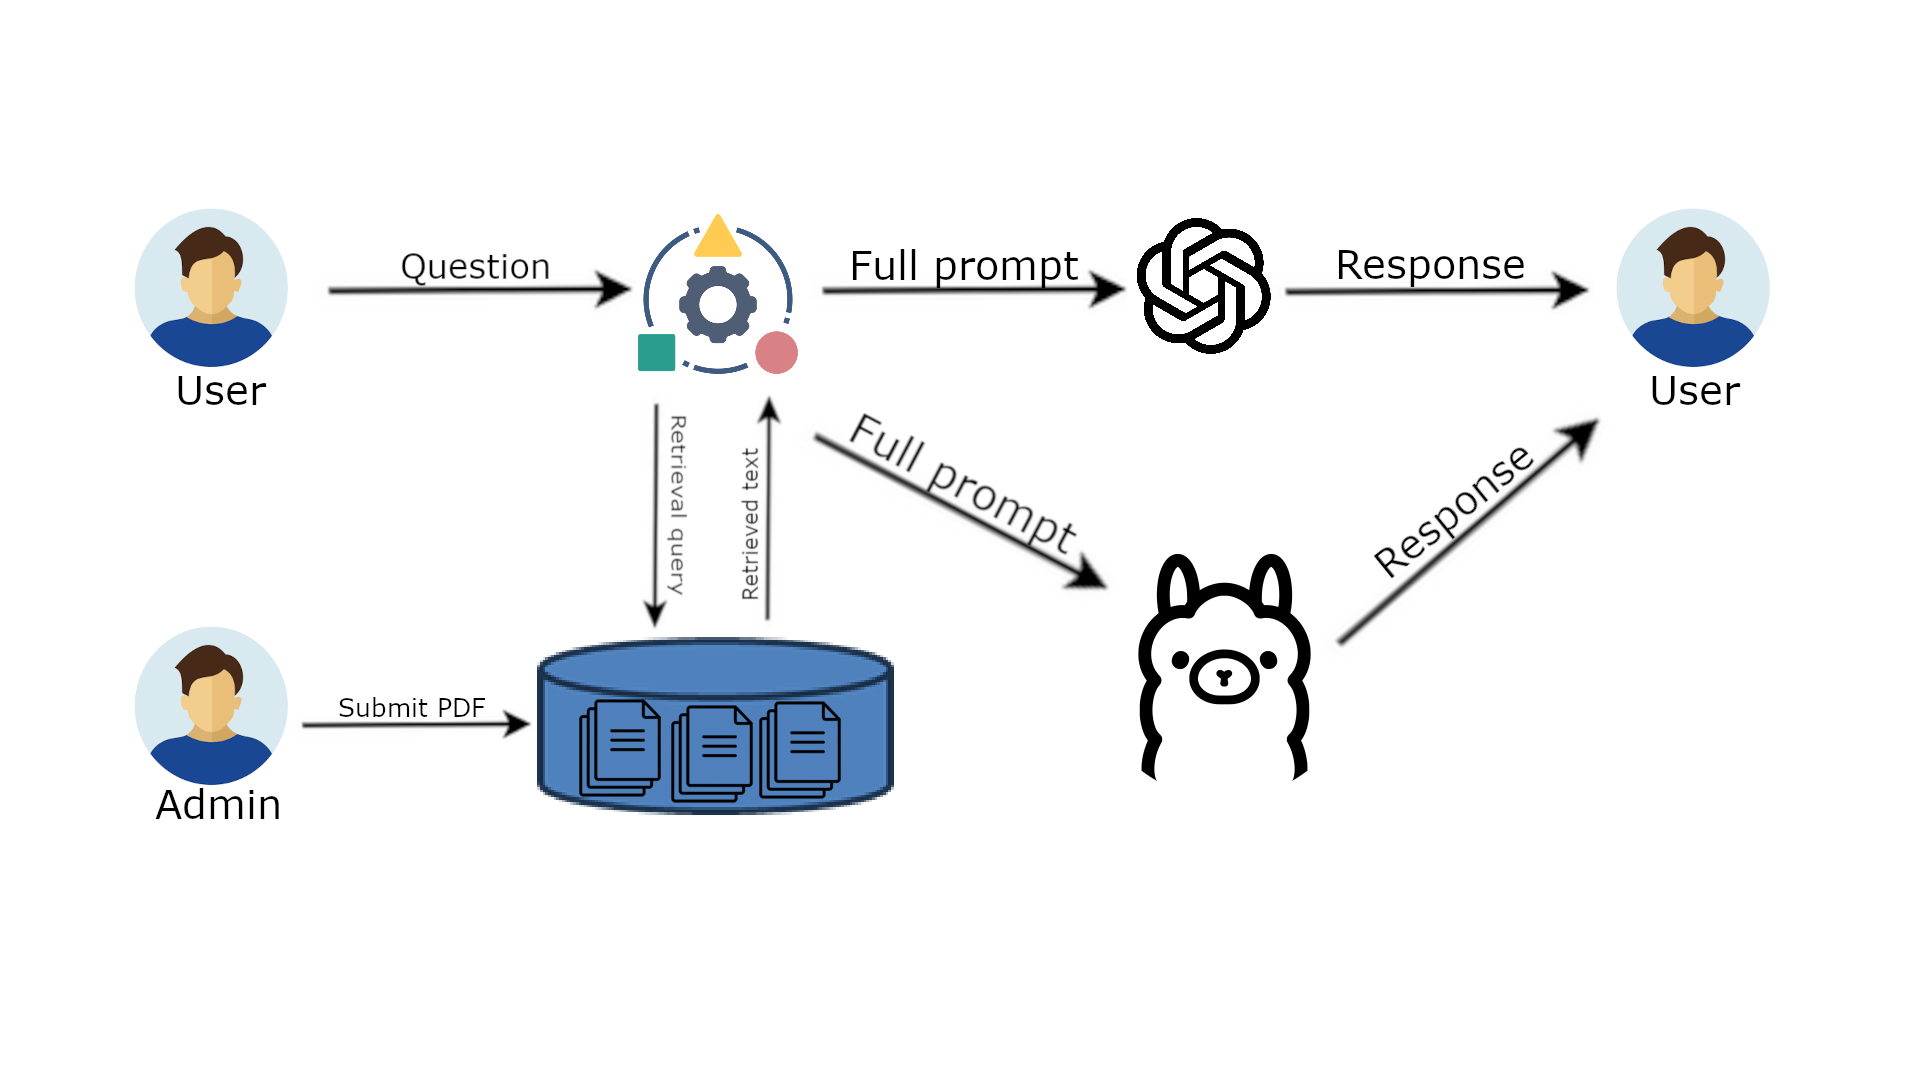 Question
Full prompt
Response
User
User
Retrieval query
Retrieved text
Full prompt
Response
Submit PDF
Admin